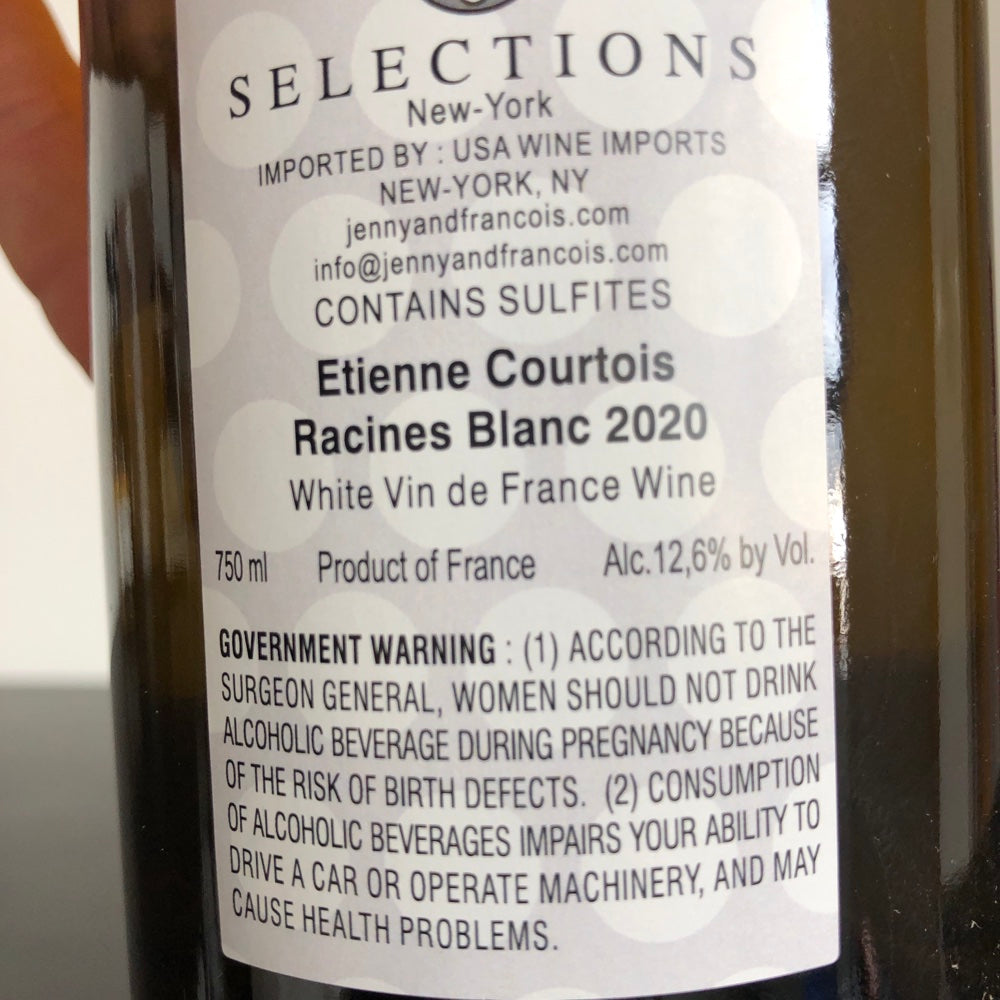 SELECTIONS
New-York
IMPORTED BY : USA WINE IMPORTS
NEW-YORK, NY
jennyandfrancois.com
info@jennyandfrancois.com
CONTAINS SULFITES
Etienne Courtois
Racines Blanc 2020
White Vin de France Wine
750 ml Product of France Alc.12,6% by Vol.
GOVERNMENT WARNING : (1) ACCORDING TO THE
SURGEON GENERAL, WOMEN SHOULD NOT DRINK
ALCOHOLIC BEVERAGE DURING PREGNANCY BECAUSE
OF THE RISK OF BIRTH DEFECTS. (2) CONSUMPTION
OF ALCOHOLIC BEVERAGES IMPAIRS YOUR ABILITY TO
DRIVE A CAR OR OPERATE MACHINERY, AND MAY
CAUSE HEALTH PROBLEMS.